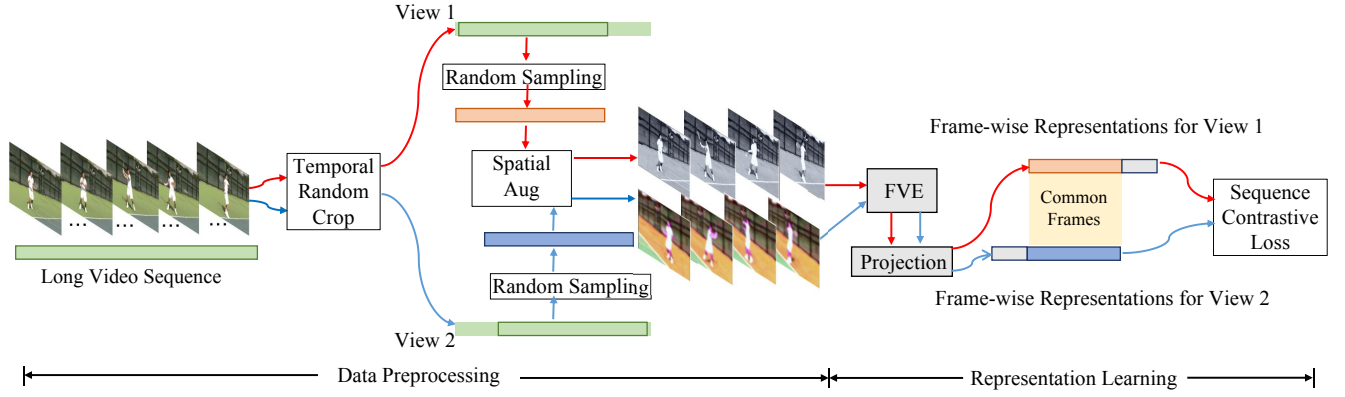 View 1
Random Sampling
Temporal
Random
Crop
Spatial
Aug
... ... ... ...
Long Video Sequence
Random Sampling
View 2
FVE
Projection
Frame-wise Representations for View 1
Common
Frames
Sequence
Contrastive
Loss
Frame-wise Representations for View 2
Data Preprocessing
Representation Learning